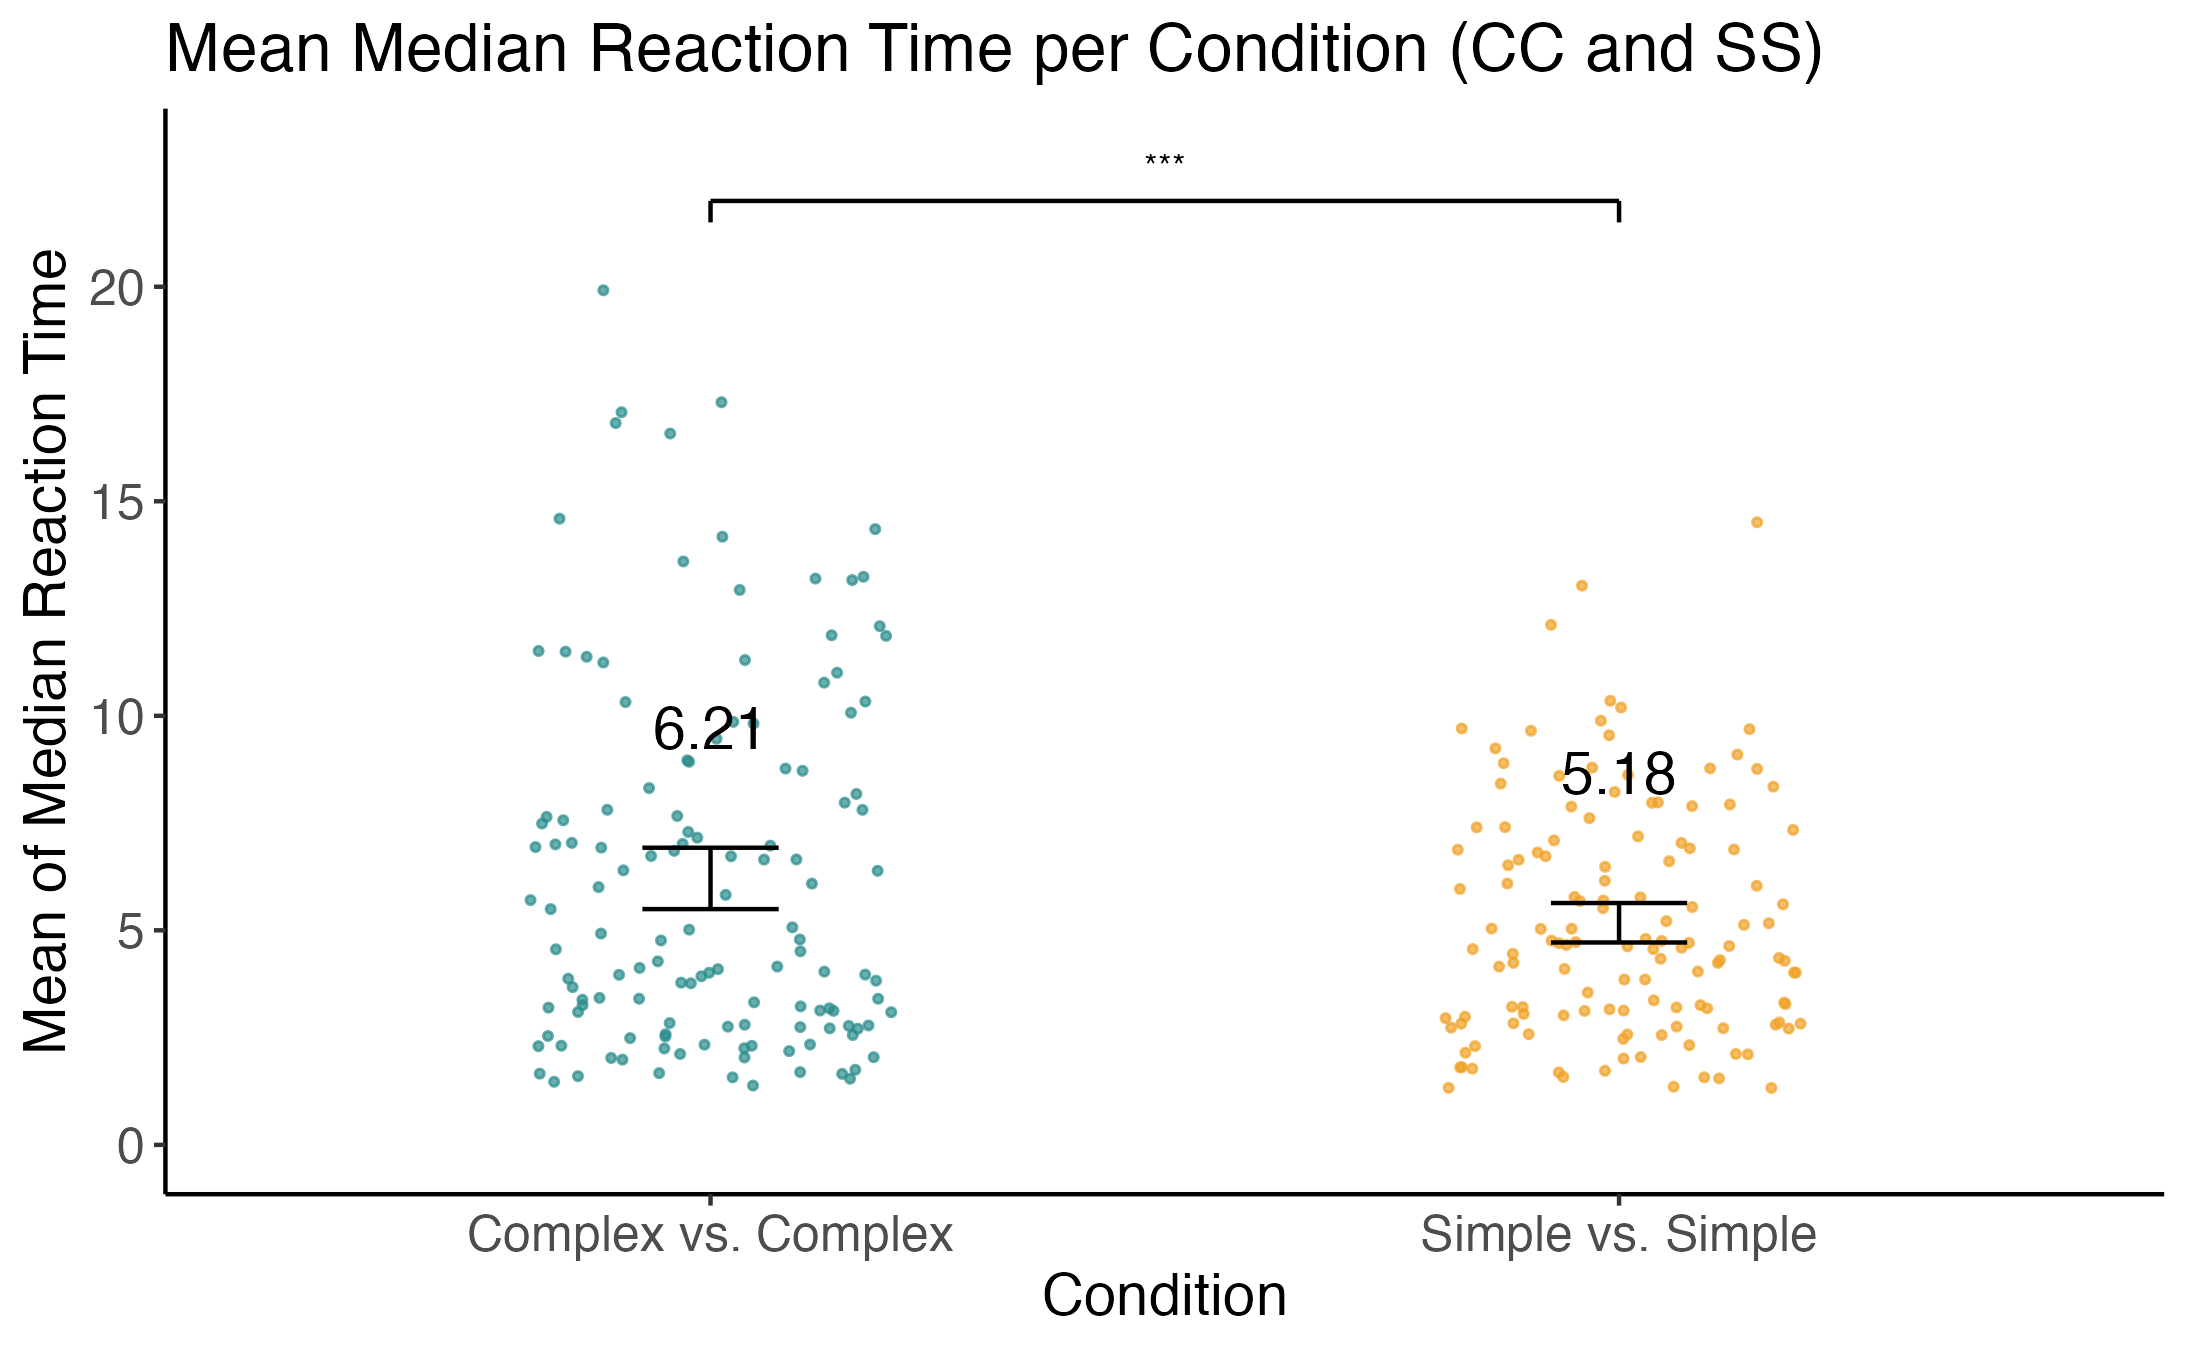 Mean Median Reaction Time per Condition (CC and SS)
***
Mean of Median Reaction Time
20
15
10
5
0
6.21
5.18
Complex vs. Complex
Simple vs. Simple
Condition